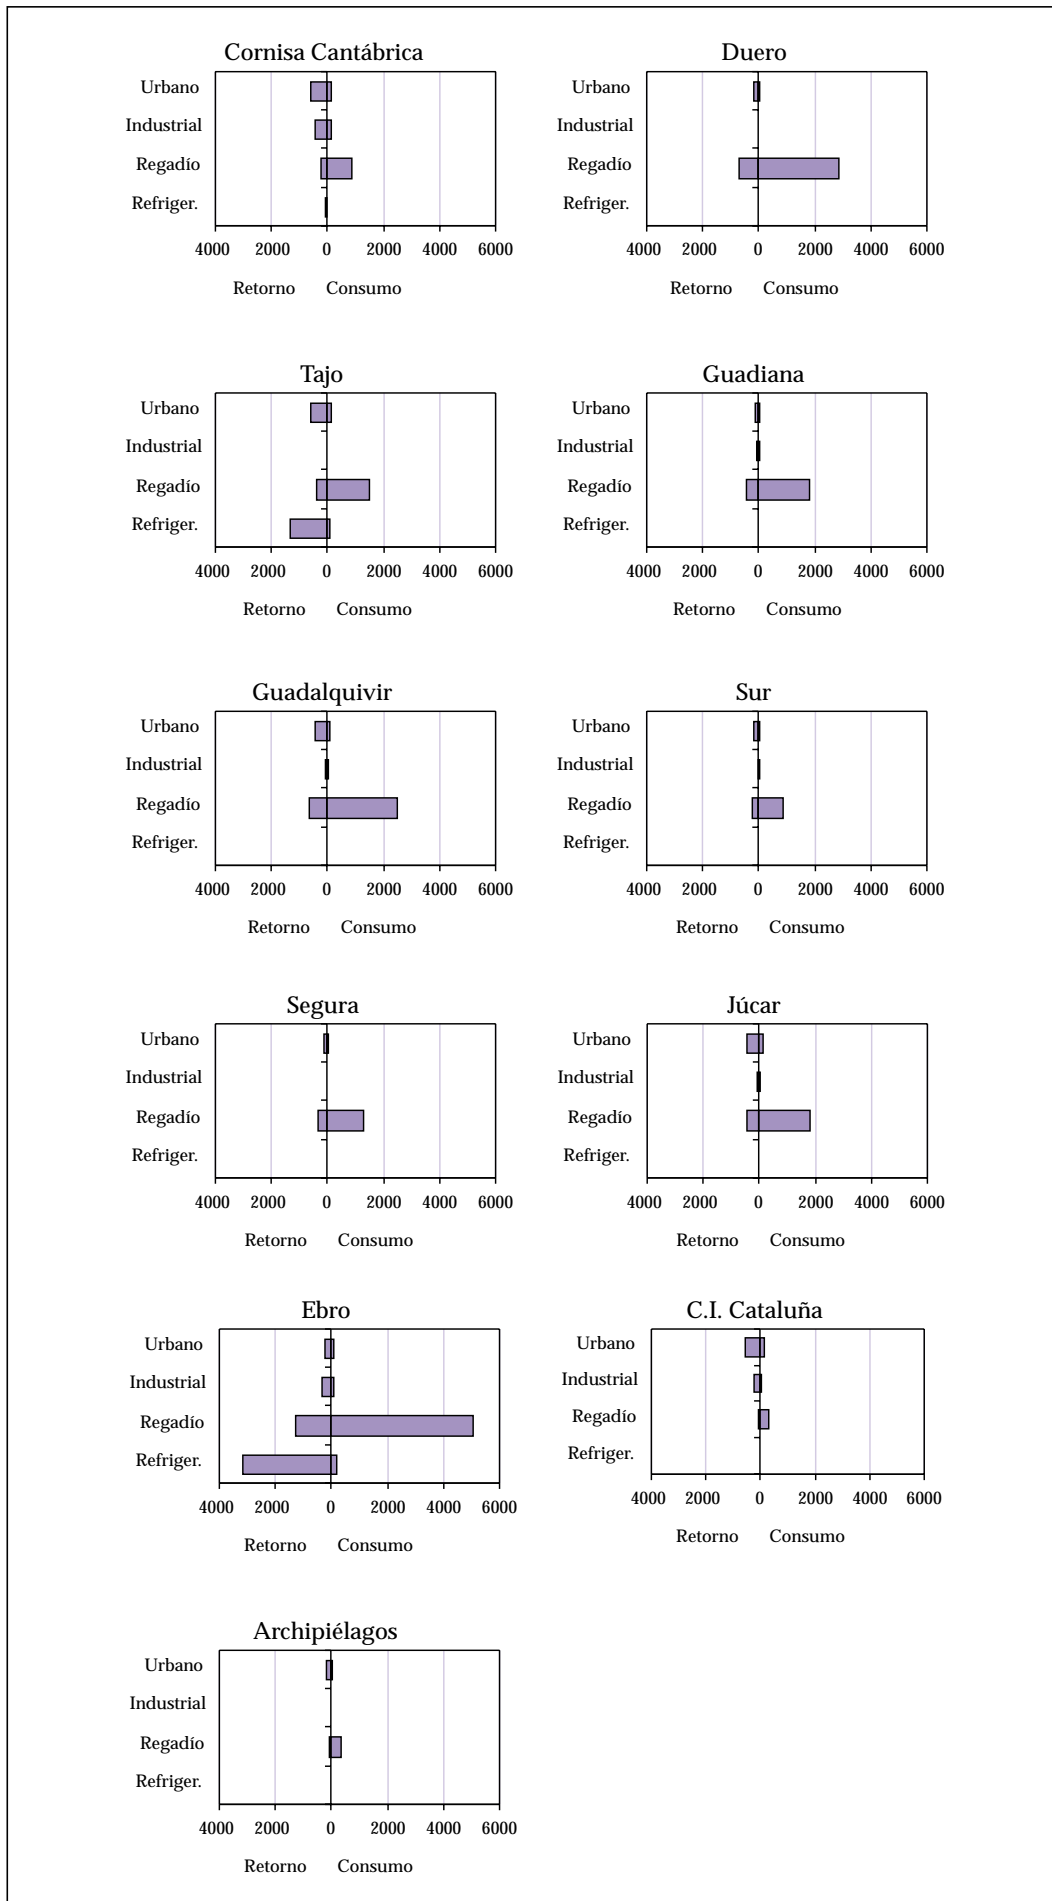 Cornisa Cantábrica
Urbano
Industrial
Regadío
Refriger.
4000 2000 0 2000 4000 6000
Retorno Consumo
Duero
Urbano
Industrial
Regadío
Refriger.
4000 2000 0 2000 4000 6000
Retorno Consumo
Tajo
Urbano
Industrial
Regadío
Refriger.
4000 2000 0 2000 4000 6000
Retorno Consumo
Guadiana
Urbano
Industrial
Regadío
Refriger.
4000 2000 0 2000 4000 6000
Retorno Consumo
Guadalquivir
Urbano
Industrial
Regadío
Refriger.
4000 2000 0 2000 4000 6000
Retorno Consumo
Sur
Urbano
Industrial
Regadío
Refriger.
4000 2000 0 2000 4000 6000
Retorno Consumo
Segura
Urbano
Industrial
Regadío
Refriger.
4000 2000 0 2000 4000 6000
Retorno Consumo
Júcar
Urbano
Industrial
Regadío
Refriger.
4000 2000 0 2000 4000 6000
Retorno Consumo
Ebro
Urbano
Industrial
Regadío
Refriger.
4000 2000 0 2000 4000 6000
Retorno Consumo
C.I. Cataluña
Urbano
Industrial
Regadío
Refriger.
4000 2000 0 2000 4000 6000
Retorno Consumo
Archipiélagos
Urbano
Industrial
Regadío
Refriger.
4000 2000 0 2000 4000 6000
Retorno Consumo